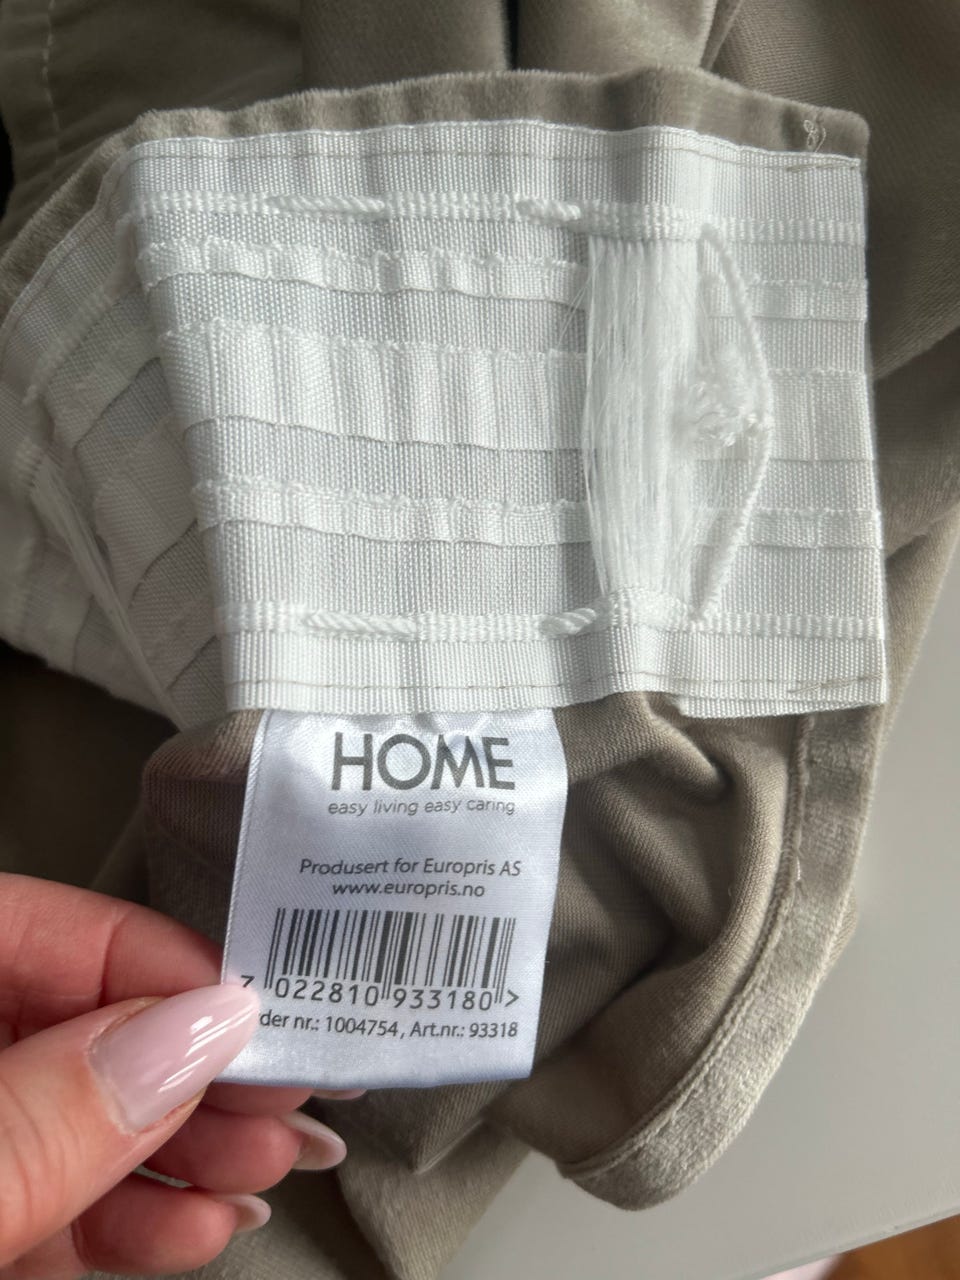 HOME
easy living easy caring
Produsert for Europris AS
www.europris.no
7 022810 933180 >
der nr.: 1004754, Art.nr.: 93318